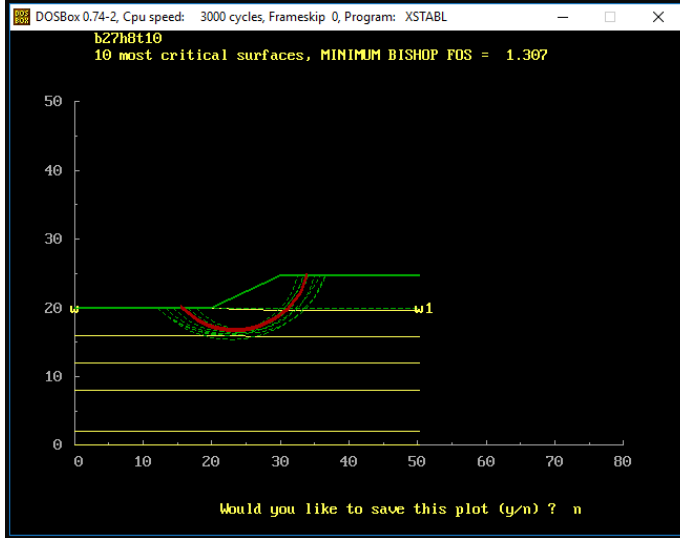 DOSBox 0.74-2, Cpu speed: 3000 cycles, Frameskip 0, Program: XSTABL
b27h8t10
10 most critical surfaces, MINIMUM BISHOP FOS = 1.307
50
40
30
20
w
w1
10
0
0 10 20 30 40 50 60 70 80
Would you like to save this plot (y/n) ? n